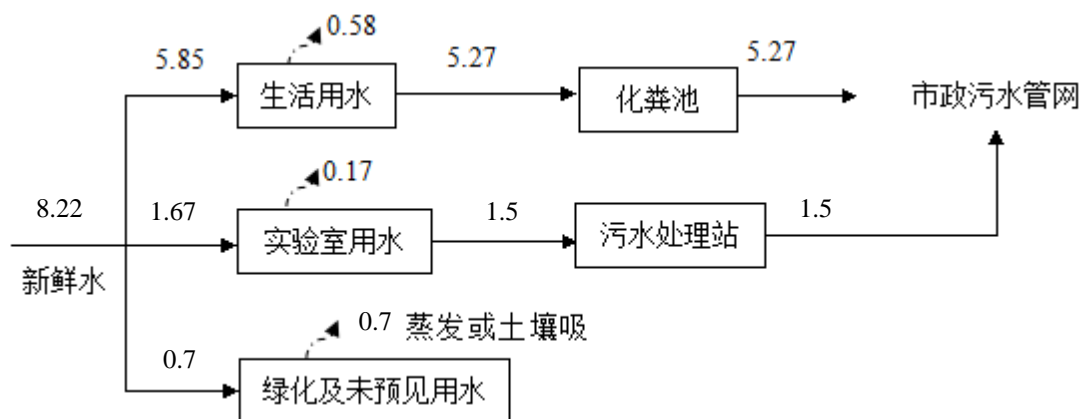 0.58
5.85
生活用水
5.27
化粪池
5.27
市政污水管网
0.17
8.22
新鲜水
1.67
实验室用水
1.5
污水处理站
1.5
0.7 蒸发或土壤吸
0.7
绿化及未预见用水